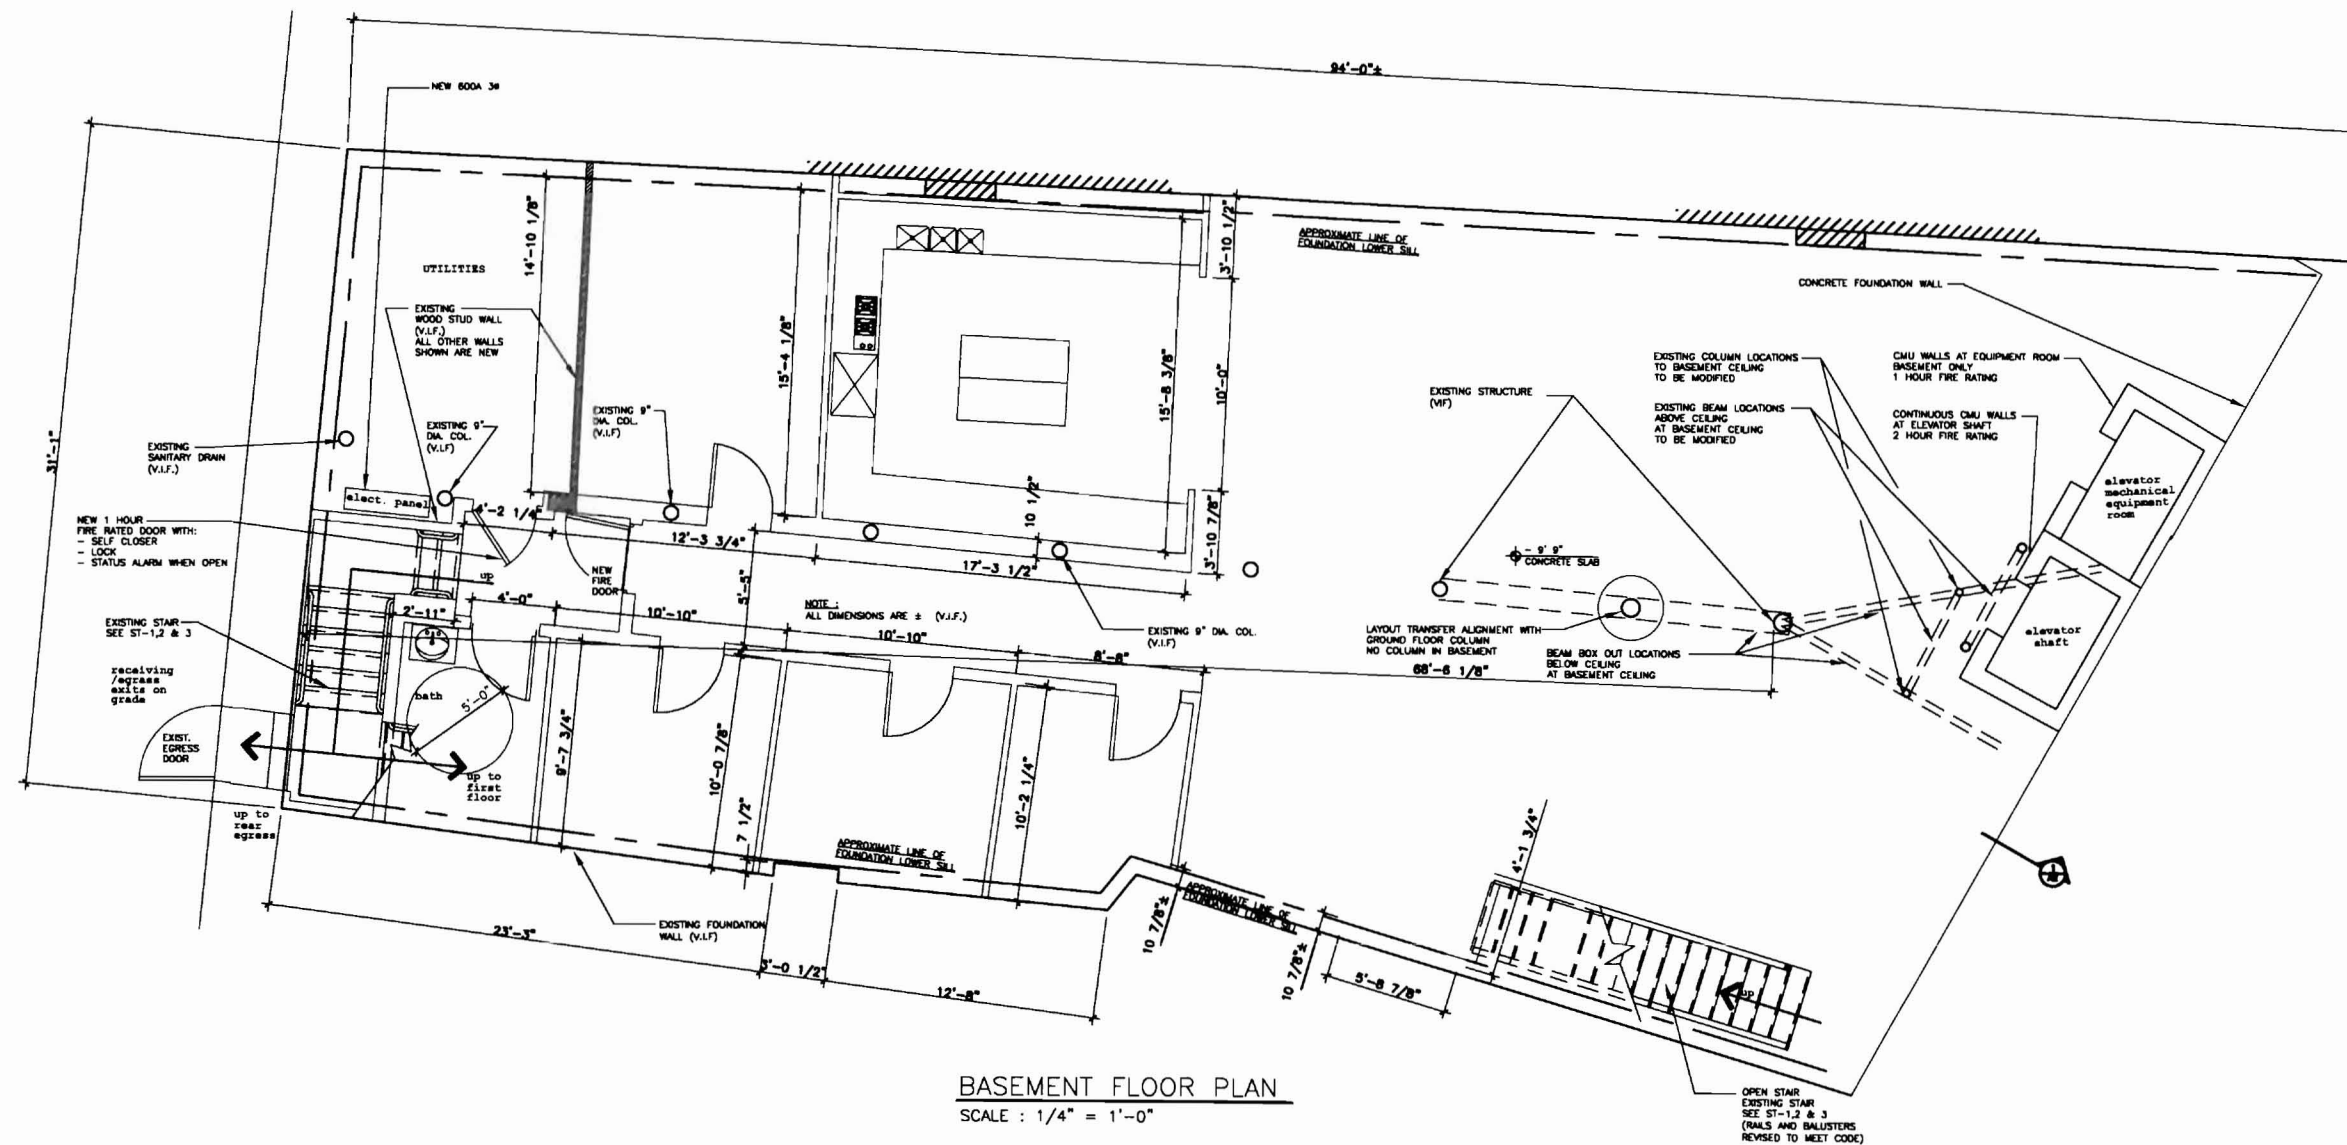 94'-0"±
NEW 600A 3ø
31'-1"
14'-10 1/8"
UTILITIES
EXISTING
WOOD STUD WALL
(V.I.F.)
ALL OTHER WALLS
SHOWN ARE NEW
15'-4 1/8"
15'-8 3/8"
3'-10 1/2"
10'-0"
3'-10 7/8"
10 1/2"
APPROXIMATE LINE OF
FOUNDATION LOWER SILL
CONCRETE FOUNDATION WALL
EXISTING STRUCTURE
(VIF)
EXISTING COLUMN LOCATIONS
TO BASEMENT CEILING
TO BE MODIFIED
EXISTING BEAM LOCATIONS
ABOVE CEILING
AT BASEMENT CEILING
TO BE MODIFIED
CMU WALLS AT EQUIPMENT ROOM
BASEMENT ONLY
1 HOUR FIRE RATING
CONTINUOUS CMU WALLS
AT ELEVATOR SHAFT
2 HOUR FIRE RATING
elevator
mechanical
equipment
room
elevator
shaft
EXISTING
SANITARY DRAIN
(V.I.F.)
EXISTING 9"
DIA. COL.
(V.I.F)
EXISTING 9"
DIA. COL.
(V.I.F)
elect. panel
4'-2 1/4"
12'-3 3/4"
17'-3 1/2"
NEW 1 HOUR
FIRE RATED DOOR WITH:
- SELF CLOSER
- LOCK
- STATUS ALARM WHEN OPEN
up
NEW
FIRE
DOOR
5'-5"
- 9' 9"
CONCRETE SLAB
2'-11"
4'-0"
10'-10"
10'-10"
8'-8"
68'-6 1/8"
NOTE :
ALL DIMENSIONS ARE ± (V.I.F.)
EXISTING 9" DIA. COL.
(V.I.F)
LAYOUT TRANSFER ALIGNMENT WITH
GROUND FLOOR COLUMN
NO COLUMN IN BASEMENT
BEAM BOX OUT LOCATIONS
BELOW CEILING
AT BASEMENT CEILING
EXISTING STAIR
SEE ST-1,2 & 3
receiving
/egrass
exits on
grade
bath
5'-0"
EXIST.
EGRESS
DOOR
up to
first
floor
up to
rear
egress
9'-7 3/4"
10'-0 7/8"
7 1/2"
10'-2 1/4"
APPROXIMATE LINE OF
FOUNDATION LOWER SILL
APPROXIMATE LINE OF
FOUNDATION LOWER SILL
10 7/8"±
10 7/8"±
4'-1 3/4"
EXISTING FOUNDATION
WALL (V.I.F)
23'-3"
3'-0 1/2"
12'-8"
5'-8 7/8"
up
OPEN STAIR
EXISTING STAIR
SEE ST-1,2 & 3
(RAILS AND BALUSTERS
REVISED TO MEET CODE)
BASEMENT FLOOR PLAN
SCALE : 1/4" = 1'-0"